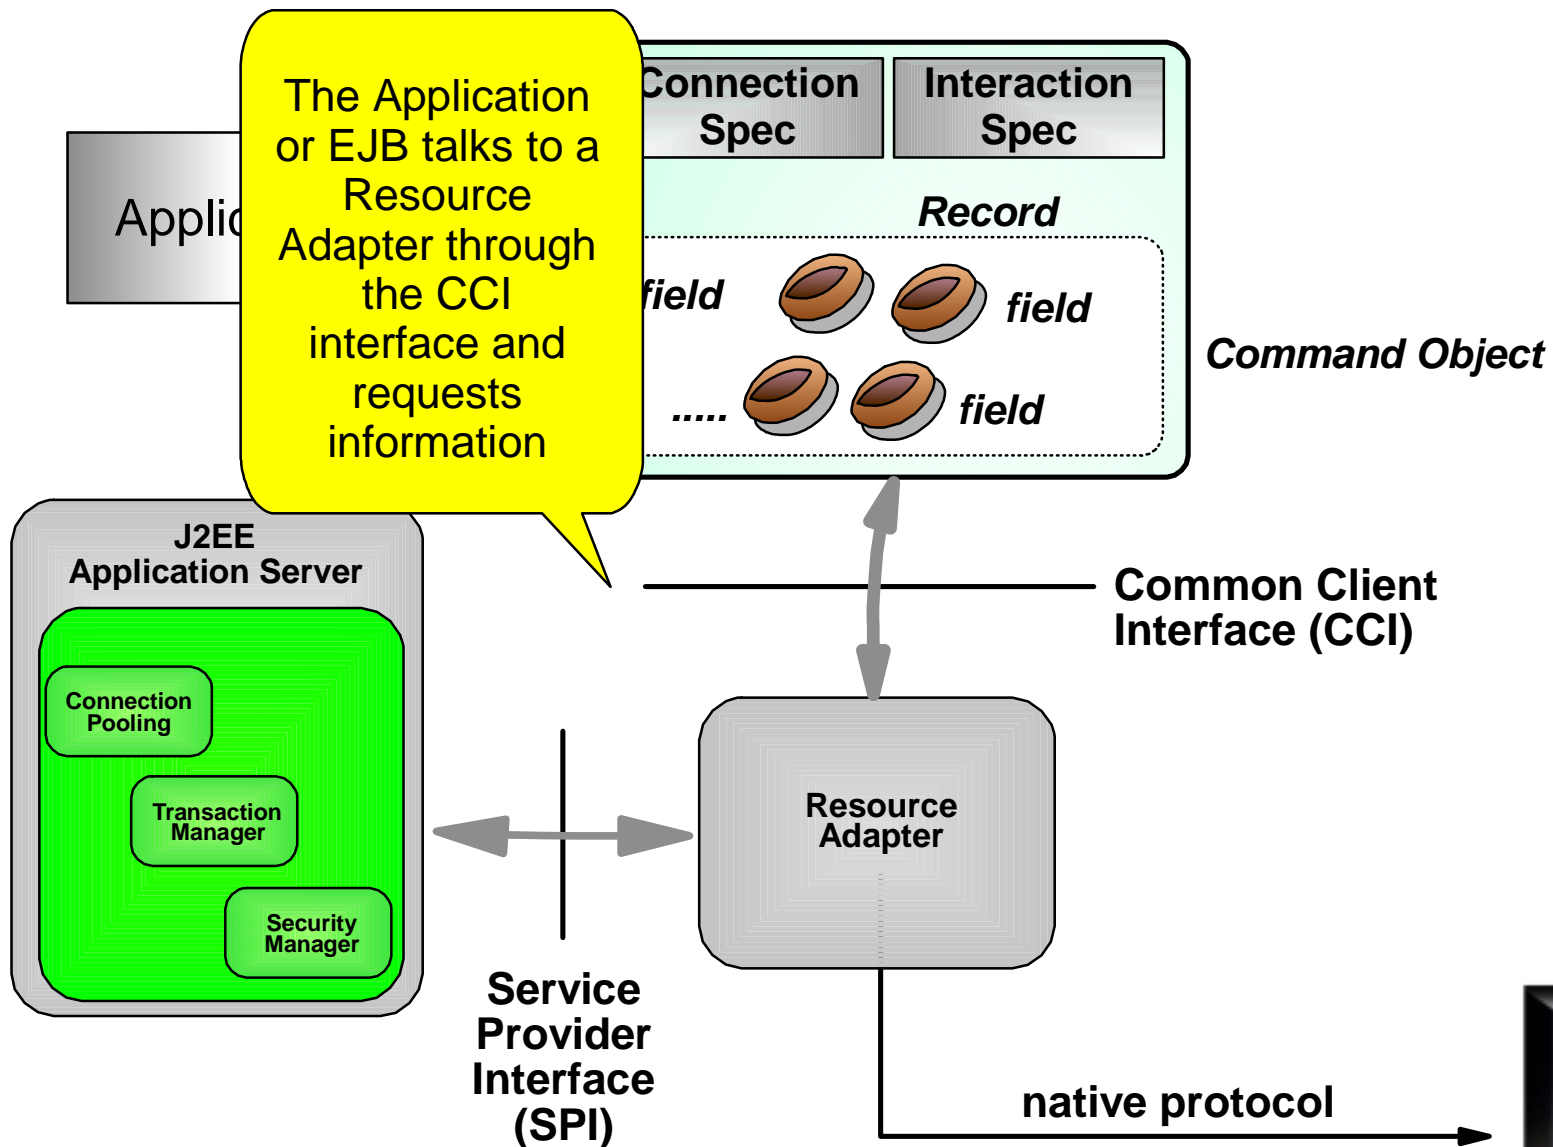 The Application
or EJB talks to a
Resource
Adapter through
the CCI
interface and
requests
information
Connection
Spec
Interaction
Spec
Record
field
field
.....
field
Command Object
J2EE
Application Server
Connection
Pooling
Transaction
Manager
Security
Manager
Common Client
Interface (CCI)
Resource
Adapter
Service
Provider
Interface
(SPI)
native protocol